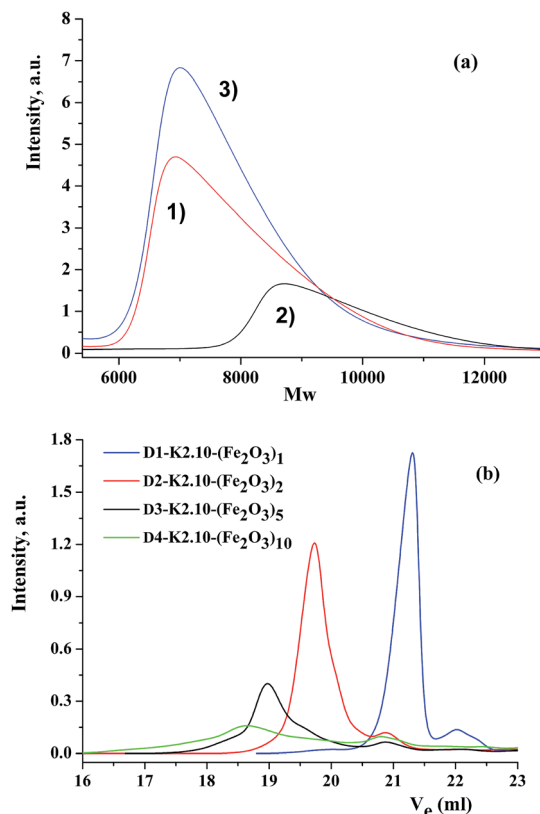 8
7
6
5
4
3
2
1
0
Intensity, a.u.
(a)
3)
1)
2)
6000 8000 10000 12000
Mw
1.8
1.5
1.2
0.9
0.6
0.3
0.0
Intensity, a.u.
(b)
D1-K2.10-(Fe₂O₃)₁
D2-K2.10-(Fe₂O₃)₂
D3-K2.10-(Fe₂O₃)₅
D4-K2.10-(Fe₂O₃)₁₀
16 17 18 19 20 21 22 23
Vₑ (ml)